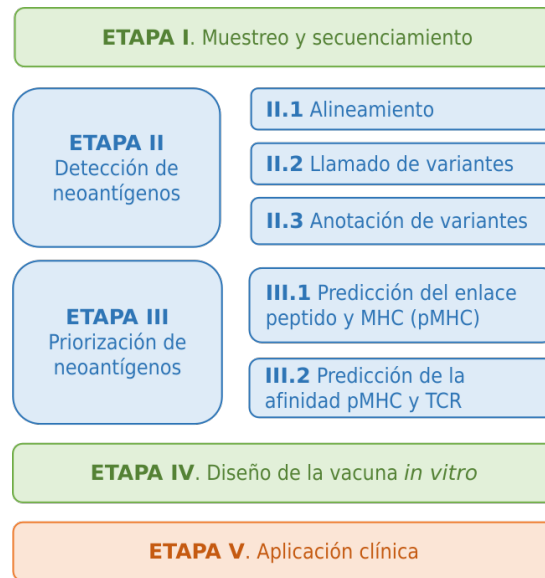 ETAPA I. Muestreo y secuenciamiento
ETAPA II
Detección de
neoantígenos
II.1 Alineamiento
II.2 Llamado de variantes
II.3 Anotación de variantes
ETAPA III
Priorización de
neoantígenos
III.1 Predicción del enlace
peptido y MHC (pMHC)
III.2 Predicción de la
afinidad pMHC y TCR
ETAPA IV. Diseño de la vacuna in vitro
ETAPA V. Aplicación clínica